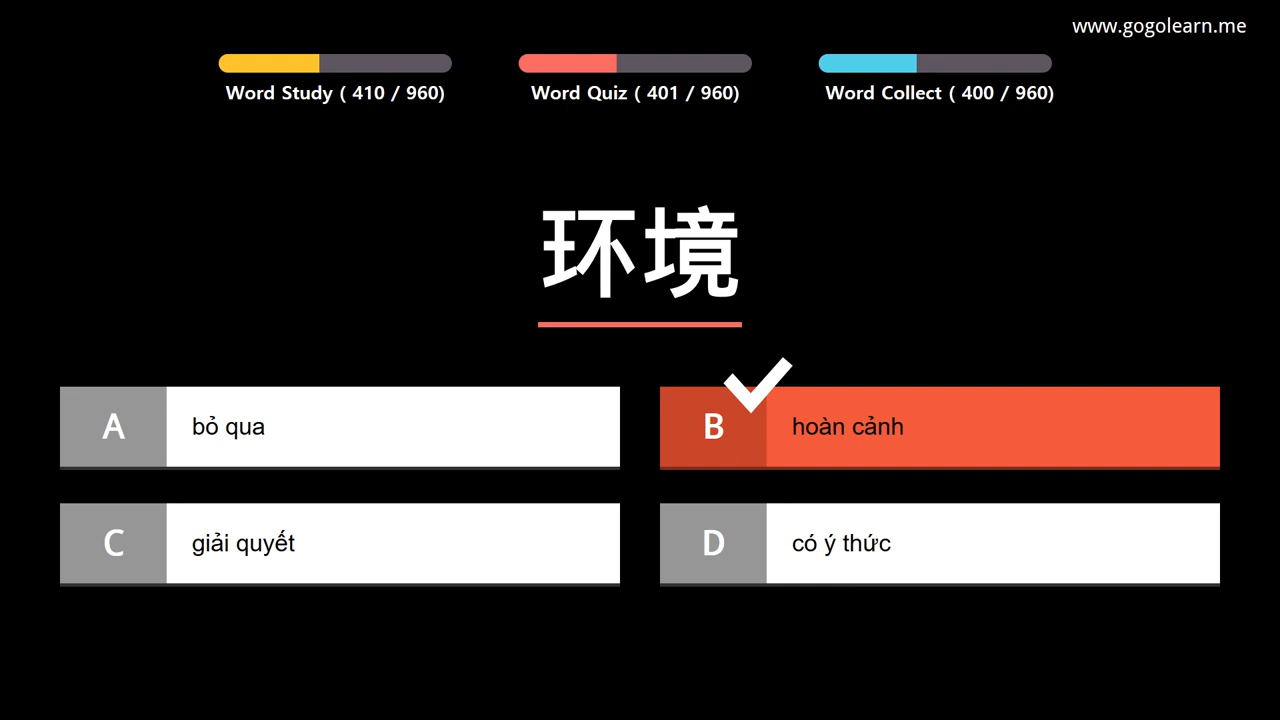 www.gogolearn.me
Word Study ( 410 / 960)
Word Quiz ( 401 / 960)
Word Collect ( 400 / 960)
环境
A
bỏ qua
B
hoàn cảnh
C
giải quyết
D
có ý thức